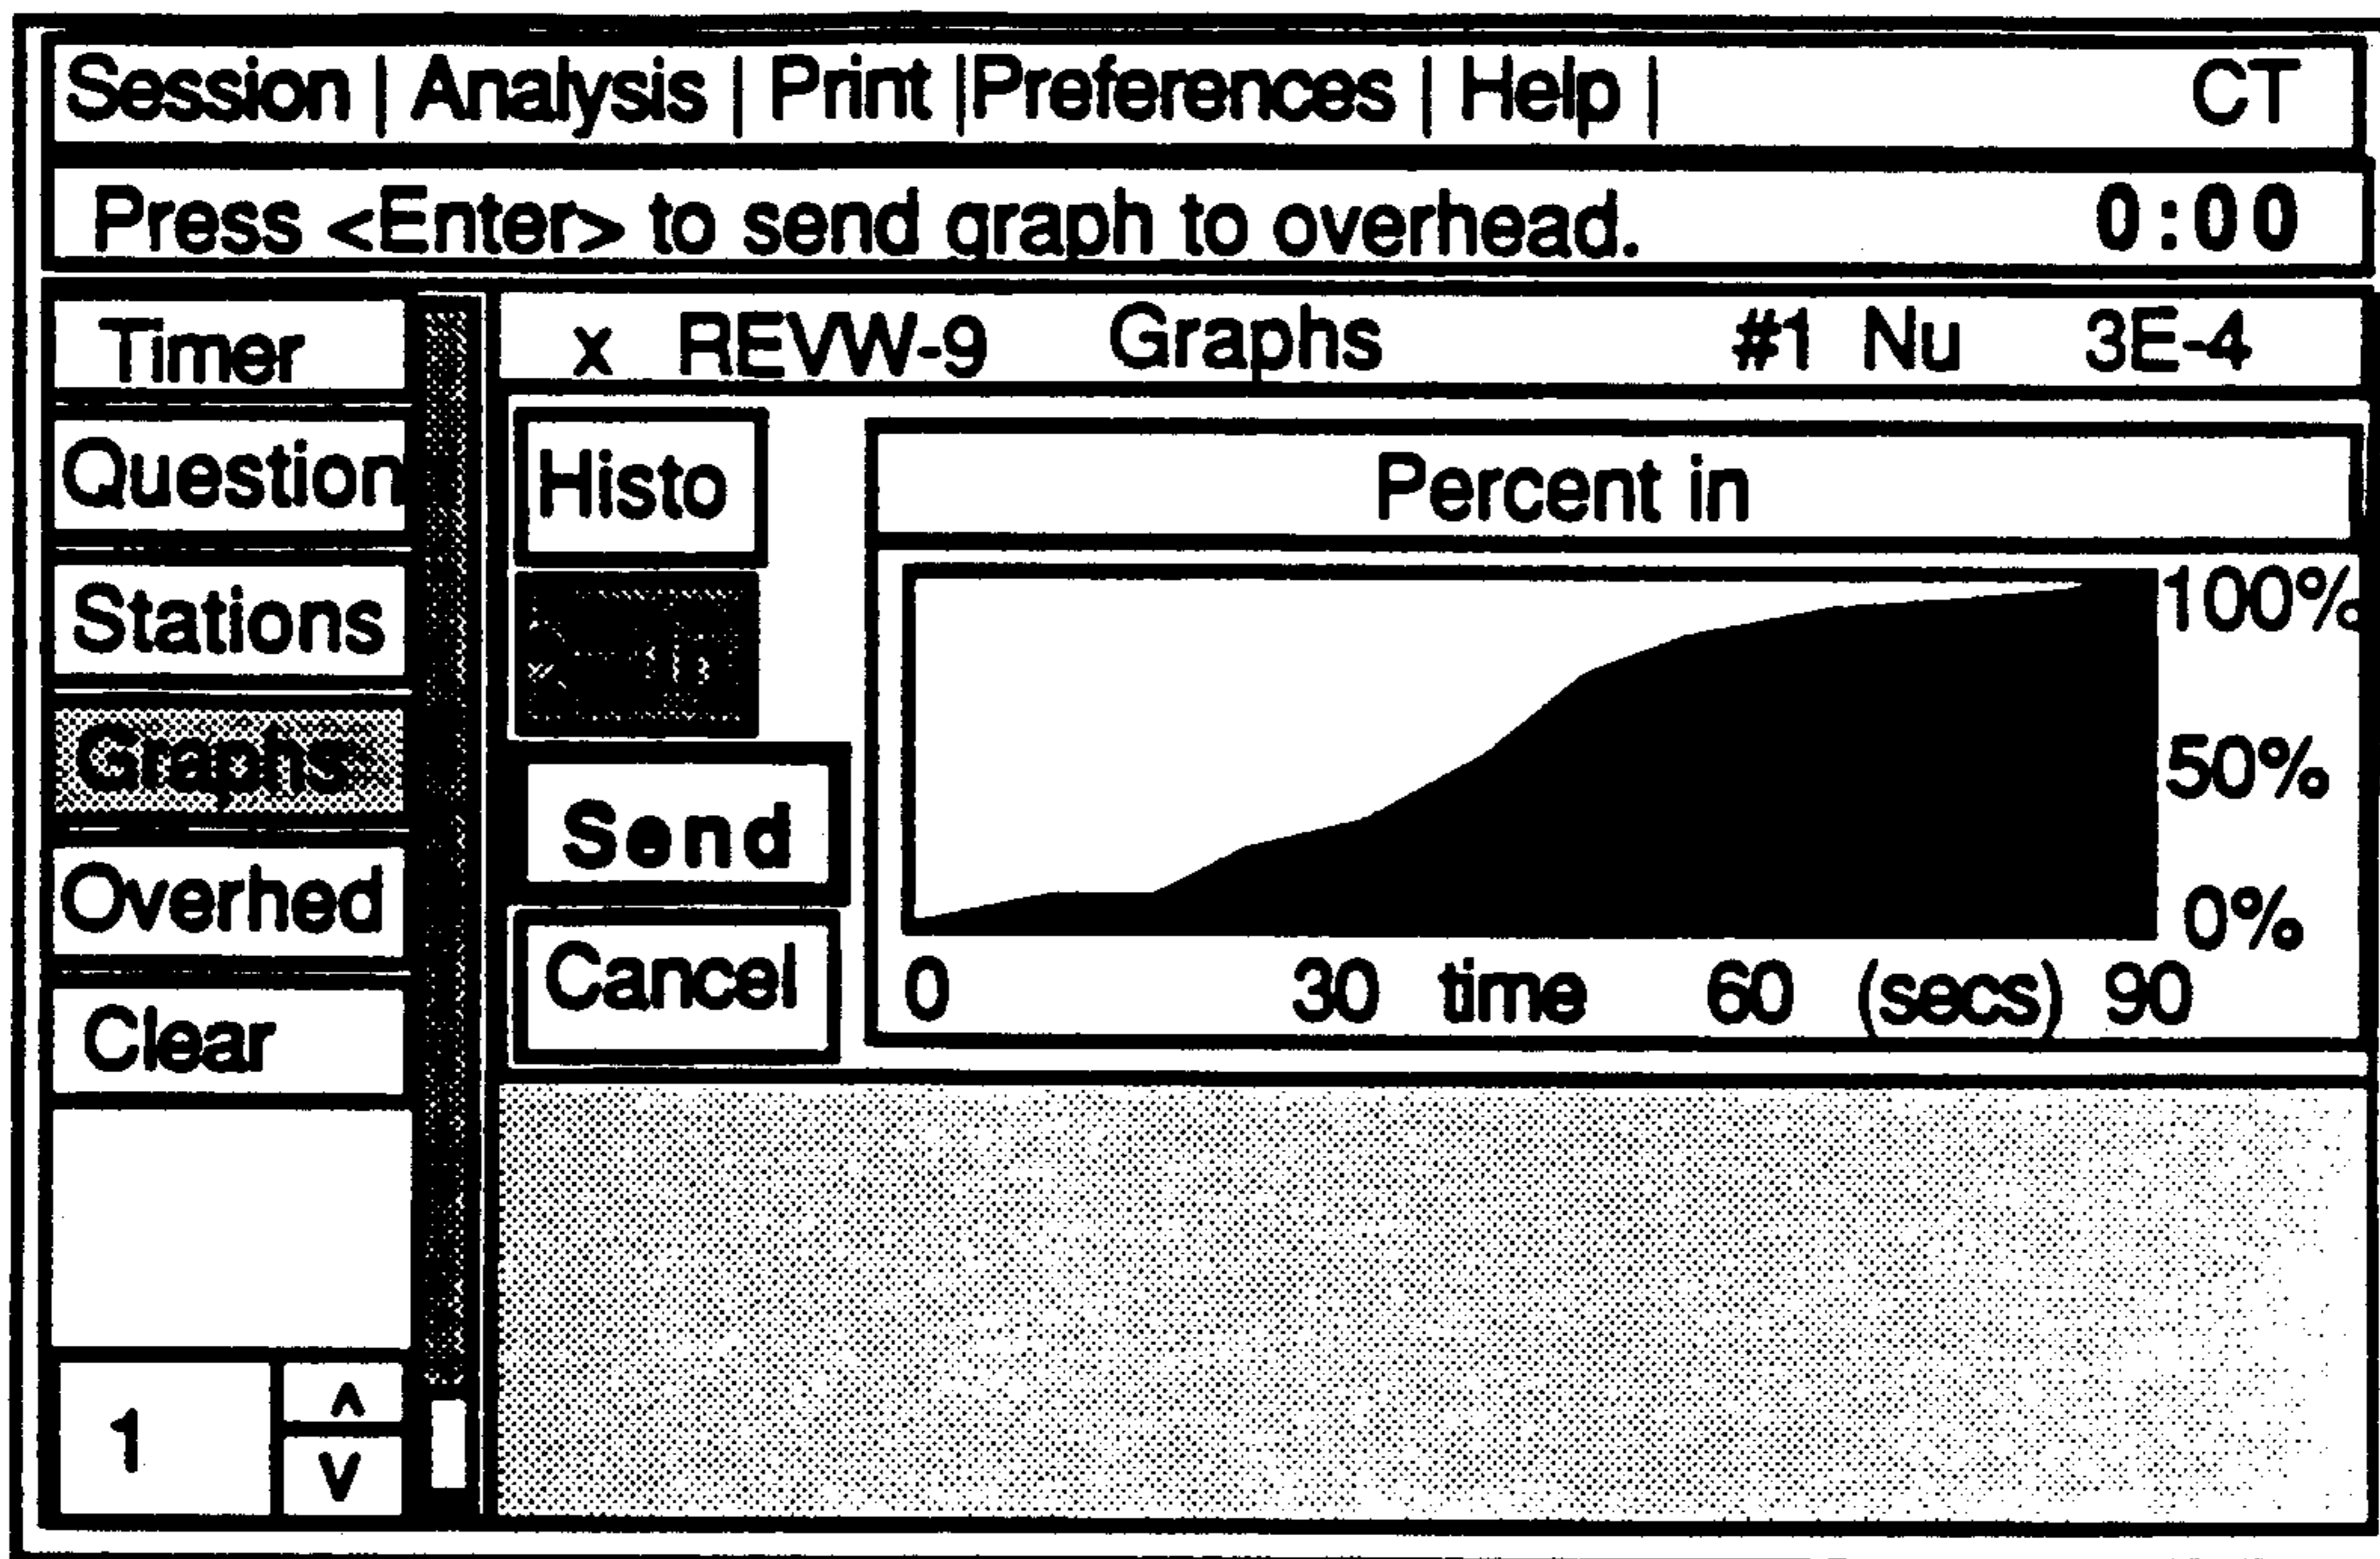 Session | Analysis | Print |Preferences | Help | CT
Press <Enter> to send graph to overhead. 0:00
Timer
Question
Stations
Graphs
Overhed
Clear
1
^
v
x REVW-9 Graphs #1 Nu 3E-4
Histo
Send
Cancel
Percent in
100%
50%
0%
0 30 time 60 (secs) 90